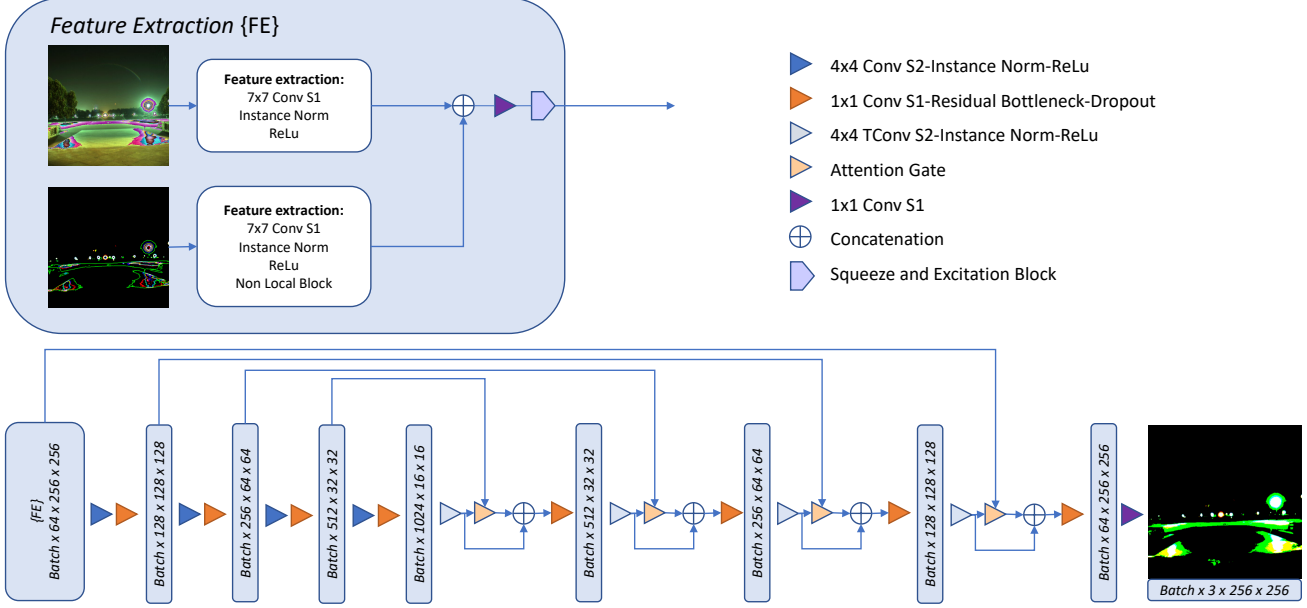 Feature Extraction {FE}
Feature extraction:
7x7 Conv S1
Instance Norm
ReLu
Feature extraction:
7x7 Conv S1
Instance Norm
ReLu
Non Local Block
4x4 Conv S2-Instance Norm-ReLu
1x1 Conv S1-Residual Bottleneck-Dropout
4x4 TConv S2-Instance Norm-ReLu
Attention Gate
1x1 Conv S1
Concatenation
Squeeze and Excitation Block
{FE}
Batch x 64 x 256 x 256
Batch x 128 x 128 x 128
Batch x 256 x 64 x 64
Batch x 512 x 32 x 32
Batch x 1024 x 16 x 16
Batch x 512 x 32 x 32
Batch x 256 x 64 x 64
Batch x 128 x 128 x 128
Batch x 64 x 256 x 256
Batch x 3 x 256 x 256